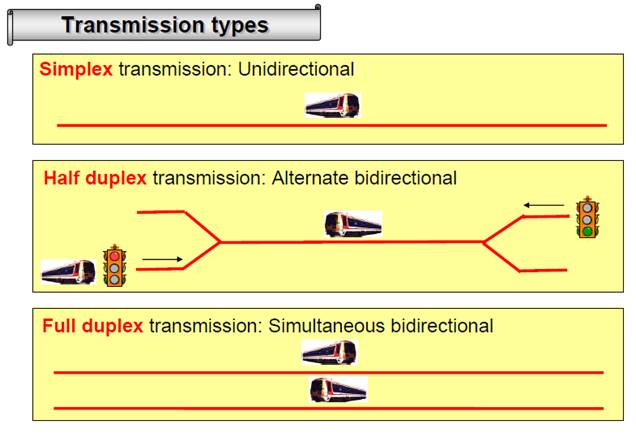 Transmission types
Simplex transmission: Unidirectional
Half duplex transmission: Alternate bidirectional
Full duplex transmission: Simultaneous bidirectional